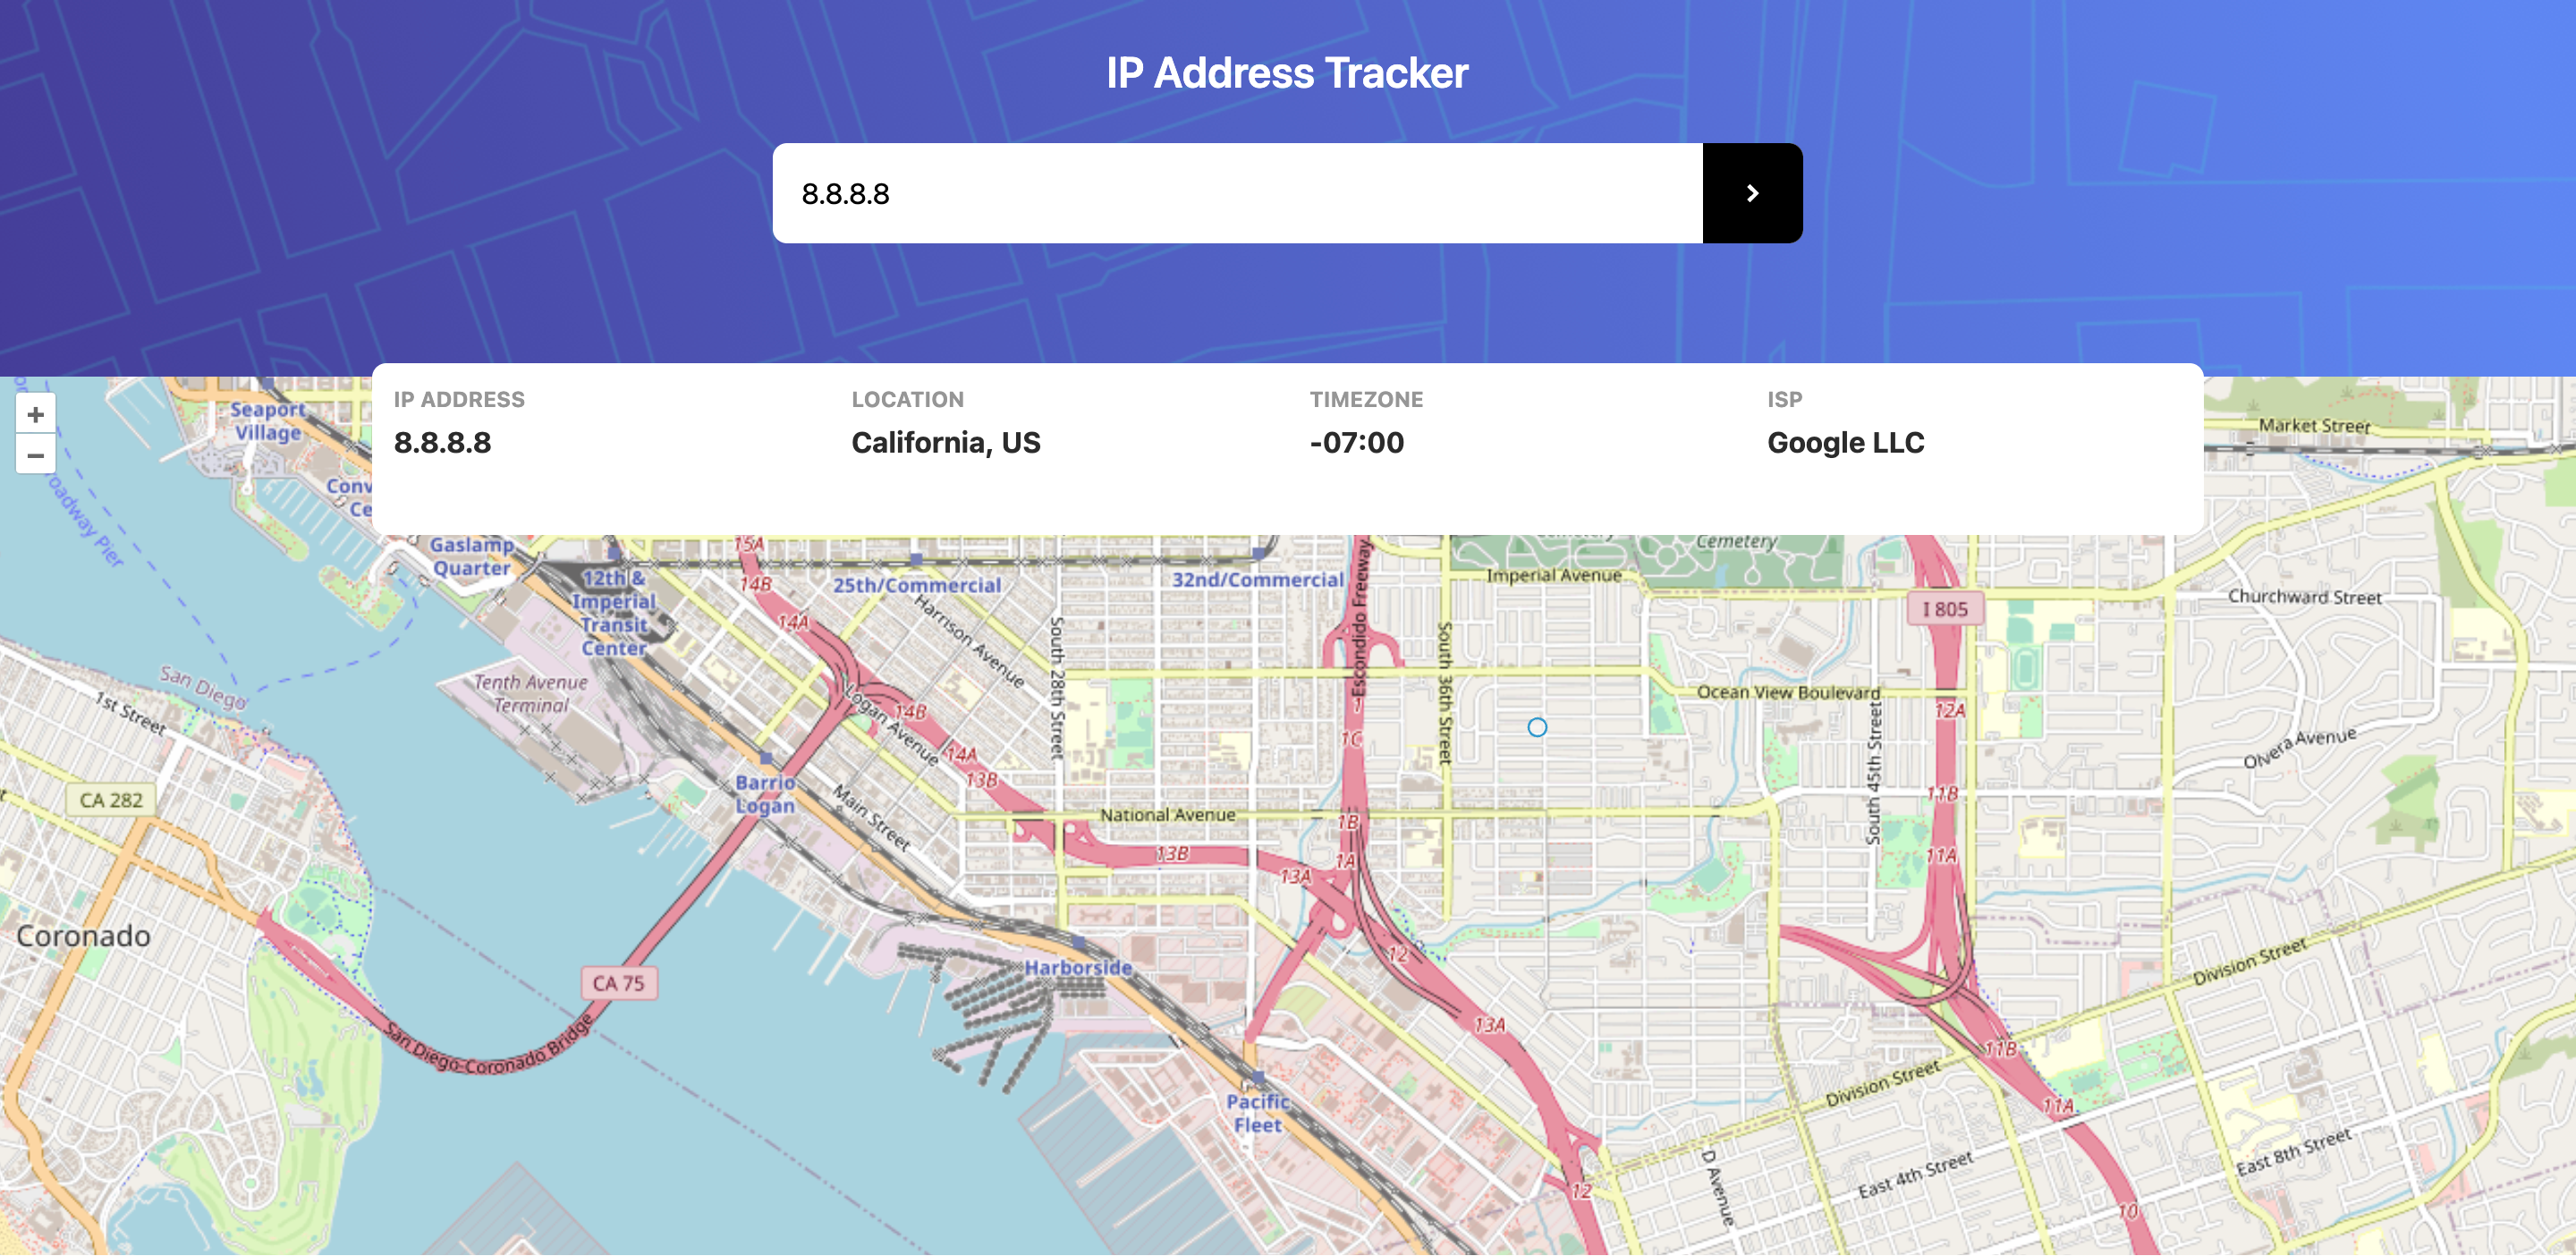 IP Address Tracker
8.8.8.8
IP ADDRESS
8.8.8.8
LOCATION
California, US
TIMEZONE
-07:00
ISP
Google LLC
+
−
Seaport
Village
Market Street
Conv
Ce
oadway Pier
Gaslamp
Quarter
15A
12th &
Imperial
Transit
Center
14B
25th/Commercial
32nd/Commercial
Escondido Freeway
Cemetery
Cemetery
Imperial Avenue
I 805
Churchward Street
14A
Harrison Avenue
South 28th Street
South 36th Street
San Diego
Tenth Avenue
Terminal
1st Street
Logan Avenue
14B
1
Ocean View Boulevard
12A
South 45th Street
1C
14A
13B
Olvera Avenue
CA 282
Barrio
Logan
Main Street
National Avenue
1B
11B
13B
1A
13A
11A
Coronado
12
Harborside
CA 75
Division Street
San Diego-Coronado Bridge
13A
11B
Division Street
Pacific
Fleet
11A
D Avenue
East 4th Street
East 8th Street
12
10